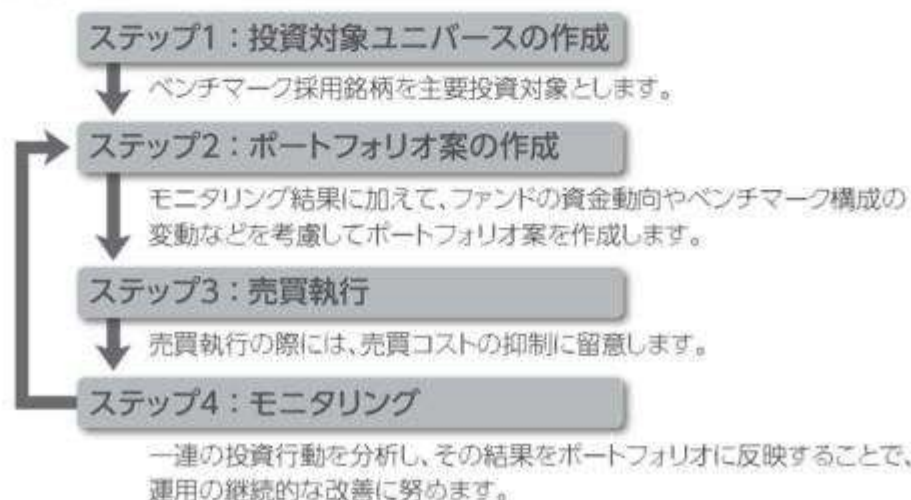 ステップ1：投資対象ユニバースの作成
ベンチマーク採用銘柄を主要投資対象とします。
ステップ2：ポートフォリオ案の作成
モニタリング結果に加えて、ファンドの資金動向やベンチマーク構成の
変動などを考慮してポートフォリオ案を作成します。
ステップ3：売買執行
売買執行の際には、売買コストの抑制に留意します。
ステップ4：モニタリング
一連の投資行動を分析し、その結果をポートフォリオに反映することで、
運用の継続的な改善に努めます。